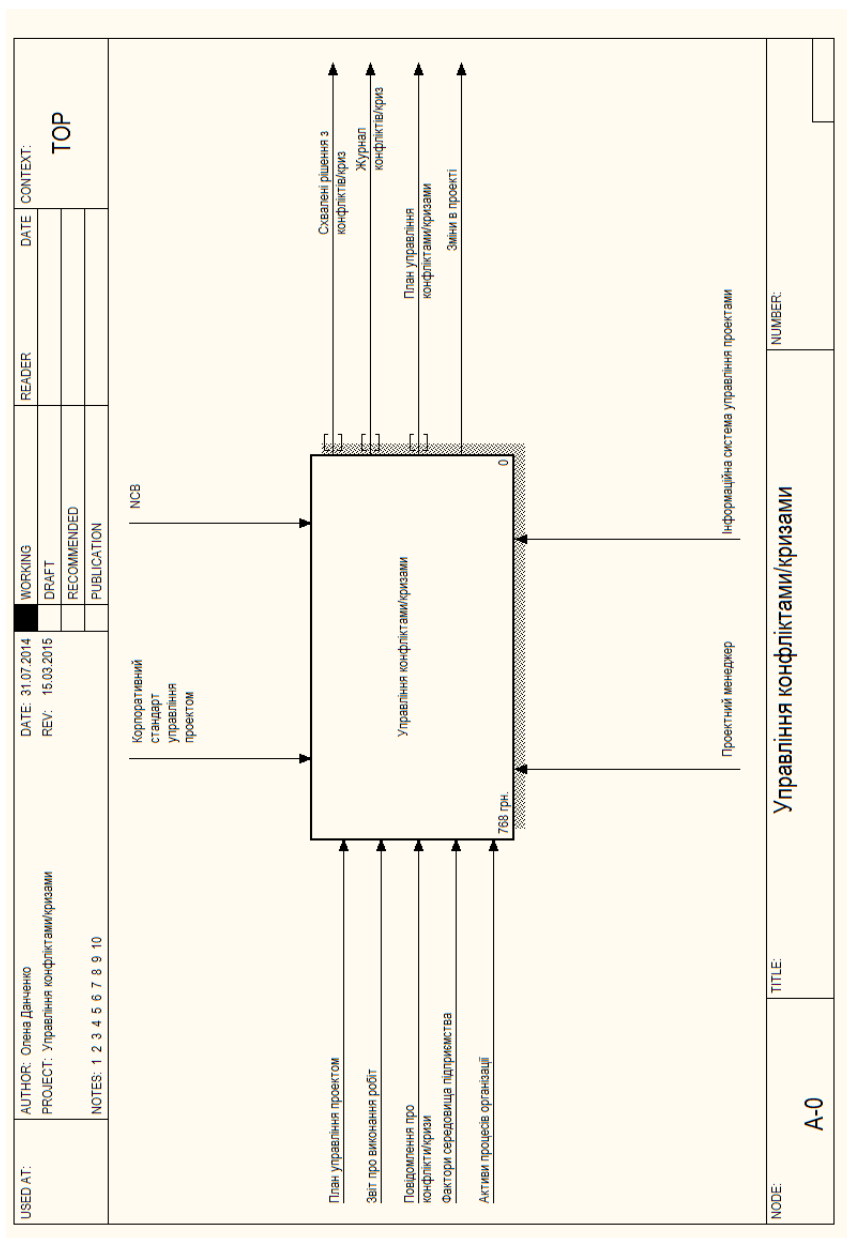 USED AT:
AUTHOR: Олена Данченко
PROJECT: Управління конфліктами/кризами
NOTES: 1 2 3 4 5 6 7 8 9 10
DATE: 31.07.2014
REV: 15.03.2015
WORKING
DRAFT
RECOMMENDED
PUBLICATION
READER
DATE
CONTEXT:
TOP
Корпоративний
стандарт
управління
проектом
NCB
План управління проектом
Звіт про виконання робіт
Повідомлення про
конфлікти/кризи
Фактори середовища підприємства
Активи процесів організації
Управління конфліктами/кризами
768 грн.
0
Схвалені рішення з
конфліктів/криз
Журнал
конфліктів/криз
План управління
конфліктами/кризами
Зміни в проекті
Проектний менеджер
Інформаційна система управління проектами
NODE:
A-0
TITLE:
Управління конфліктами/кризами
NUMBER: